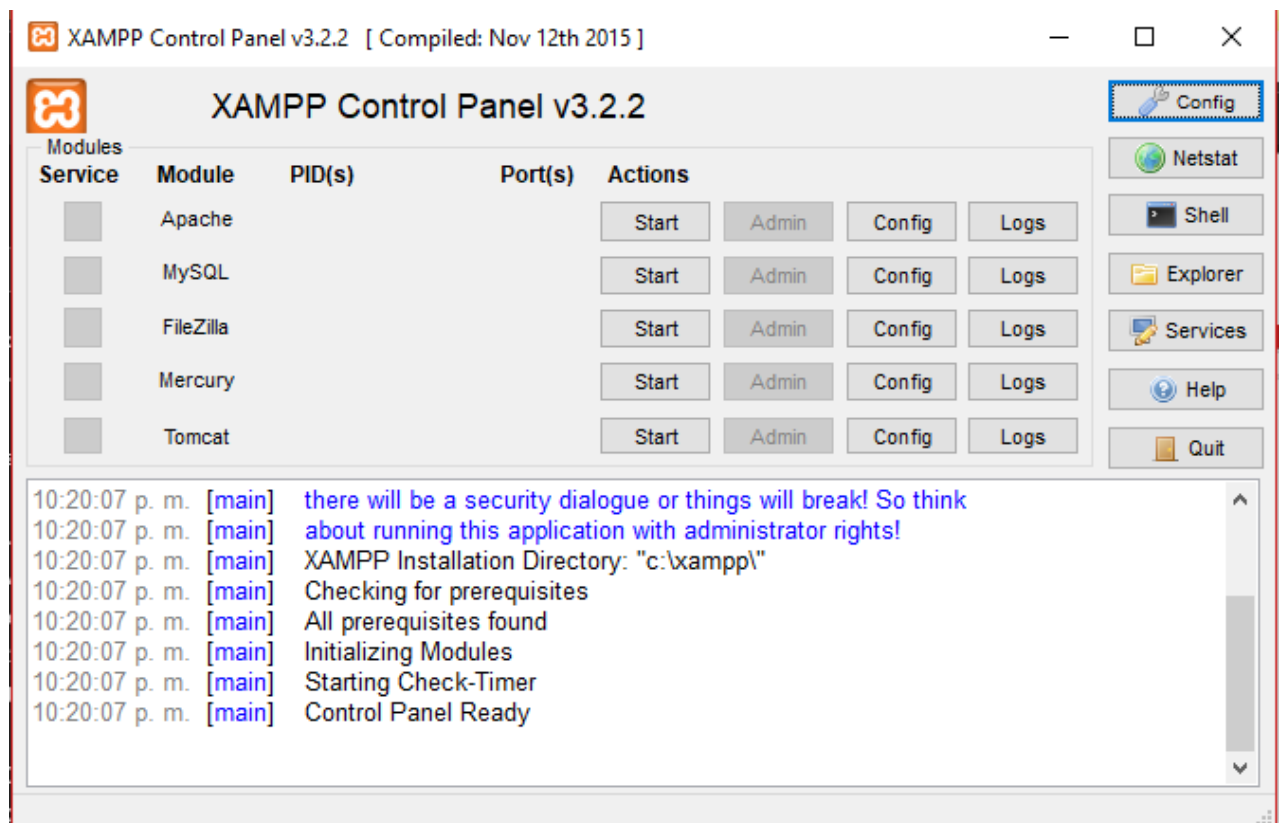 XAMPP Control Panel v3.2.2 [ Compiled: Nov 12th 2015 ]
XAMPP Control Panel v3.2.2
Config
Modules
Service Module PID(s) Port(s) Actions
Netstat
Apache Start Admin Config Logs
Shell
MySQL Start Admin Config Logs
Explorer
FileZilla Start Admin Config Logs
Services
Mercury Start Admin Config Logs
Help
Tomcat Start Admin Config Logs
Quit
10:20:07 p. m. [main] there will be a security dialogue or things will break! So think
10:20:07 p. m. [main] about running this application with administrator rights!
10:20:07 p. m. [main] XAMPP Installation Directory: "c:\xampp\"
10:20:07 p. m. [main] Checking for prerequisites
10:20:07 p. m. [main] All prerequisites found
10:20:07 p. m. [main] Initializing Modules
10:20:07 p. m. [main] Starting Check-Timer
10:20:07 p. m. [main] Control Panel Ready